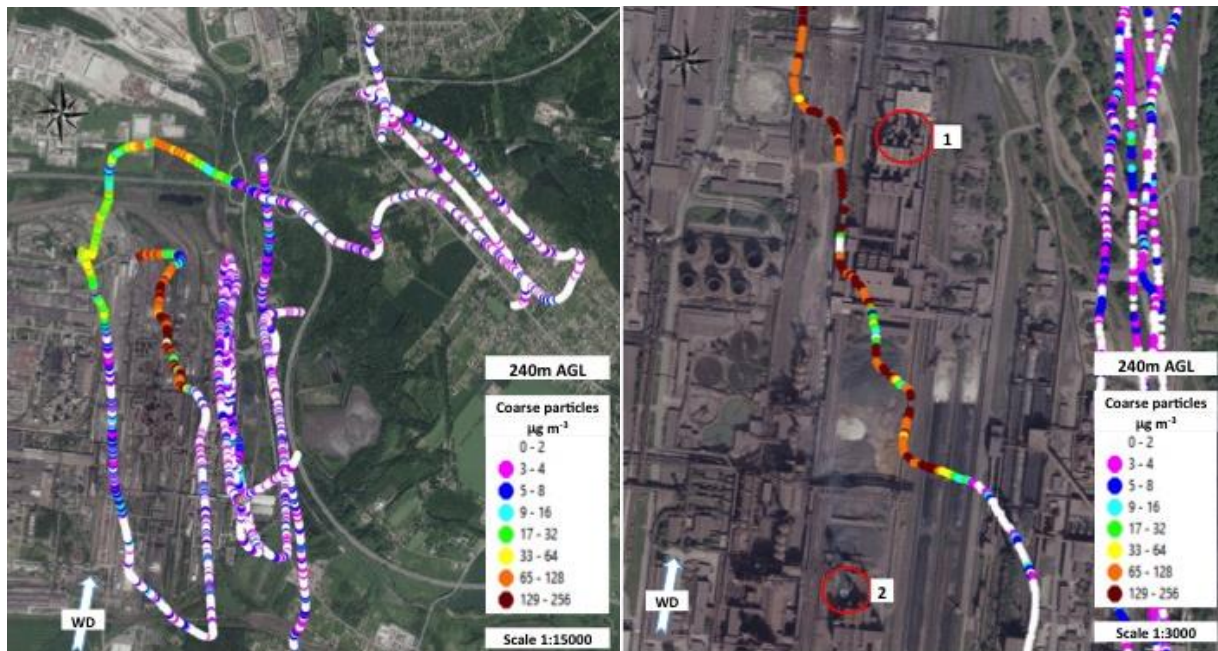 WD
240m AGL
Coarse particles
µg m⁻³
0 - 2
3 - 4
5 - 8
9 - 16
17 - 32
33 - 64
65 - 128
129 - 256
Scale 1:15000
1
2
WD
240m AGL
Coarse particles
µg m⁻³
0 - 2
3 - 4
5 - 8
9 - 16
17 - 32
33 - 64
65 - 128
129 - 256
Scale 1:3000